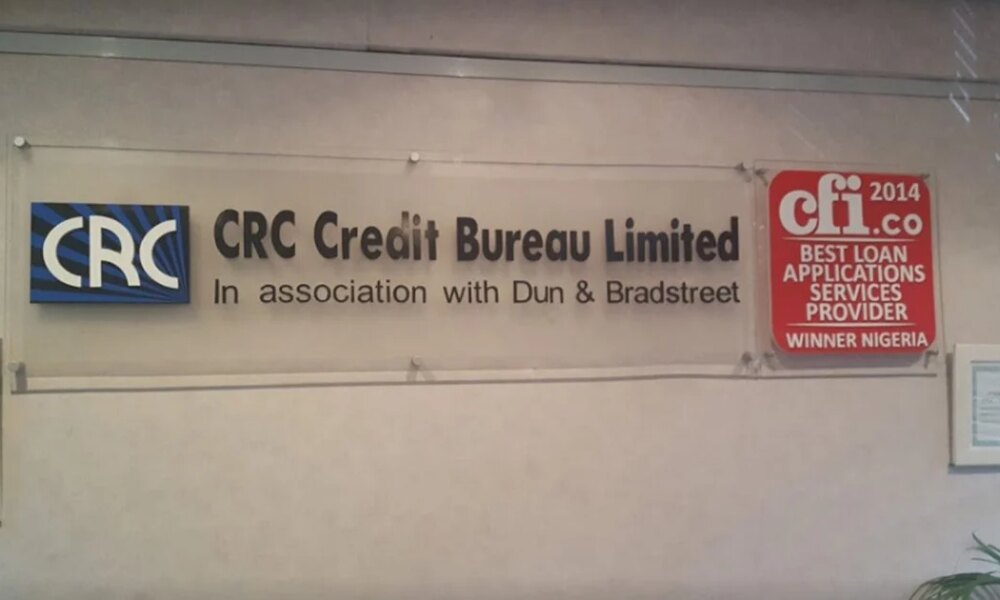 CRC
CRC Credit Bureau Limited
In association with Dun & Bradstreet
cfi.co 2014
BEST LOAN
APPLICATIONS
SERVICES
PROVIDER
WINNER NIGERIA